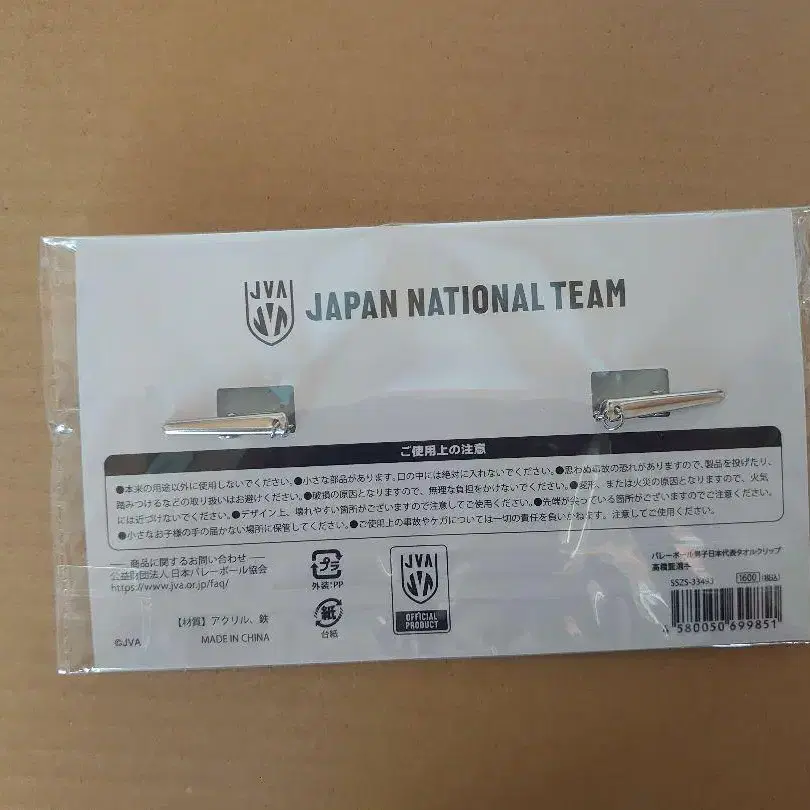 JVA
JAPAN NATIONAL TEAM
ご使用上の注意
●本来の用途以外に使用しないでください。●小さな部品があります。口の中には絶対に入れないでください。●思わぬ事故の恐れがありますので、製品を投げたり、
踏みつけるなどの取り扱いはお避けください。●破損の原因となりますので、無理な負担をかけないでください。●変形、または火災の原因となりますので、火気
には近づけないでください。●デザイン上、壊れやすい箇所がございますので注意してご使用ください。●先端が尖っている箇所がございますのでご注意ください。
●小さなお子様の手の届かない場所に保管してください。●ご使用上の事故やケガについては一切の責任を負いかねます。注意してご使用ください。
商品に関するお問い合わせ
公益財団法人 日本バレーボール協会
https://www.jva.or.jp/faq/
【材質】アクリル、鉄
©JVA
MADE IN CHINA
プラ
外装:PP
紙
台紙
JVA
OFFICIAL
PRODUCT
バレーボール男子日本代表タオルクリップ
髙橋藍選手
SSZS-33493
1600 (税込)
4 580050 699851